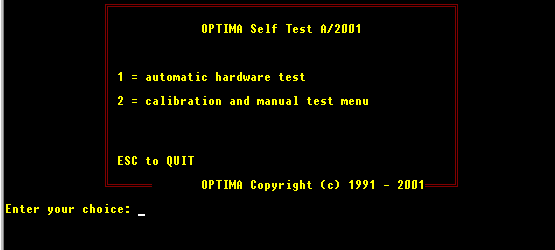 OPTIMA Self Test A/2001
1 = automatic hardware test
2 = calibration and manual test menu
ESC to QUIT
OPTIMA Copyright (c) 1991 - 2001
Enter your choice: _